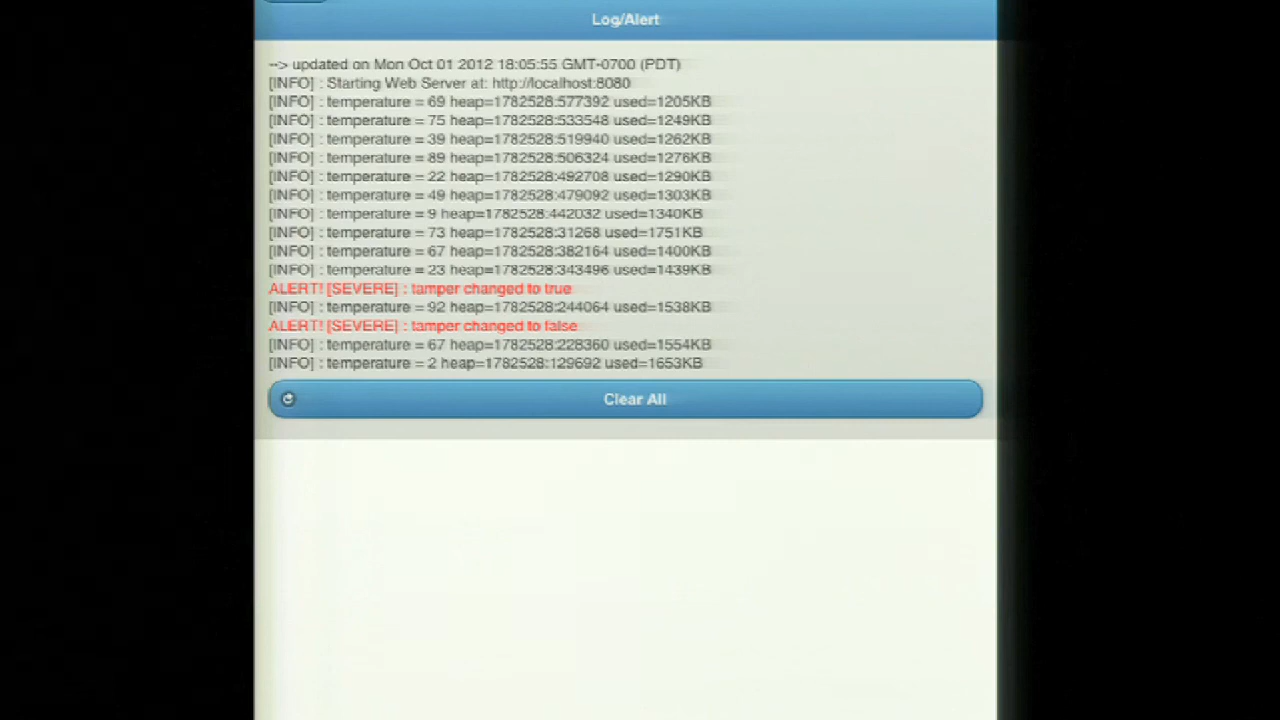 Log/Alert
--> updated on Mon Oct 01 2012 18:05:55 GMT-0700 (PDT)
[INFO] : Starting Web Server at: http://localhost:8080
[INFO] : temperature = 69 heap=1782528:577392 used=1205KB
[INFO] : temperature = 75 heap=1782528:533548 used=1249KB
[INFO] : temperature = 39 heap=1782528:519940 used=1262KB
[INFO] : temperature = 89 heap=1782528:506324 used=1276KB
[INFO] : temperature = 22 heap=1782528:492708 used=1290KB
[INFO] : temperature = 49 heap=1782528:479092 used=1303KB
[INFO] : temperature = 9 heap=1782528:442032 used=1340KB
[INFO] : temperature = 73 heap=1782528:31268 used=1751KB
[INFO] : temperature = 67 heap=1782528:382164 used=1400KB
[INFO] : temperature = 23 heap=1782528:343496 used=1439KB
ALERT! [SEVERE] : tamper changed to true
[INFO] : temperature = 92 heap=1782528:244064 used=1538KB
ALERT! [SEVERE] : tamper changed to false
[INFO] : temperature = 67 heap=1782528:228360 used=1554KB
[INFO] : temperature = 2 heap=1782528:129692 used=1653KB
Clear All